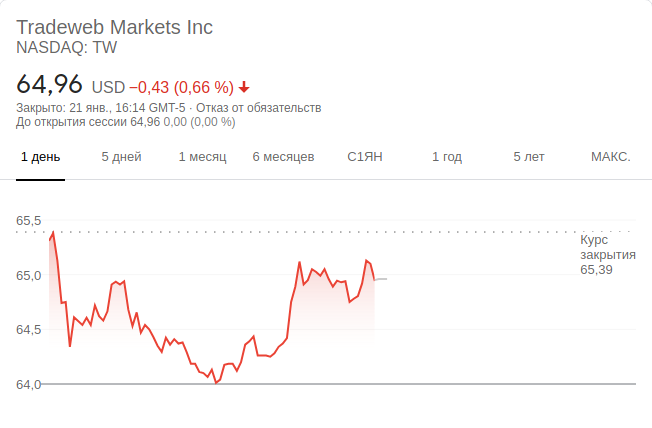 Tradeweb Markets Inc
NASDAQ: TW
64,96 USD −0,43 (0,66 %)
Закрыто: 21 янв., 16:14 GMT-5 · Отказ от обязательств
До открытия сессии 64,96 0,00 (0,00 %)
1 день 5 дней 1 месяц 6 месяцев С1ЯН 1 год 5 лет МАКС.
65,5
Курс
закрытия
65,39
65,0
64,5
64,0